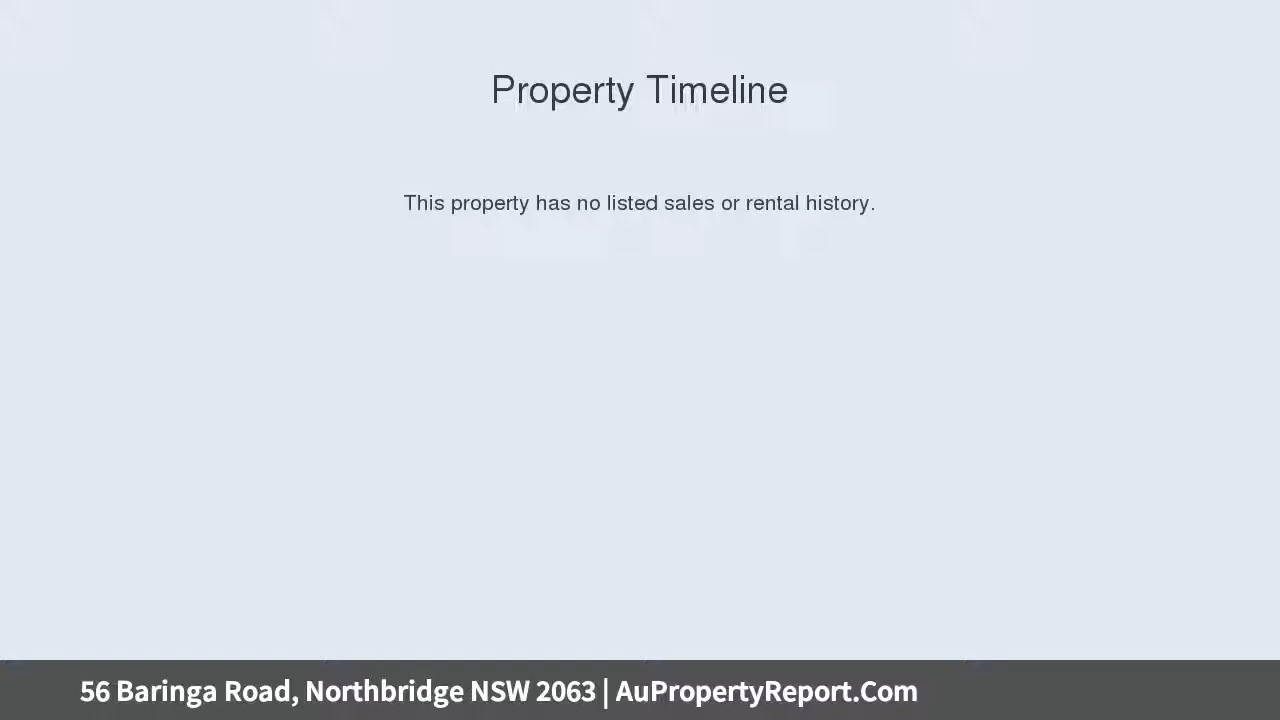 Property Timeline
This property has no listed sales or rental history.
56 Baringa Road, Northbridge NSW 2063 | AuPropertyReport.Com